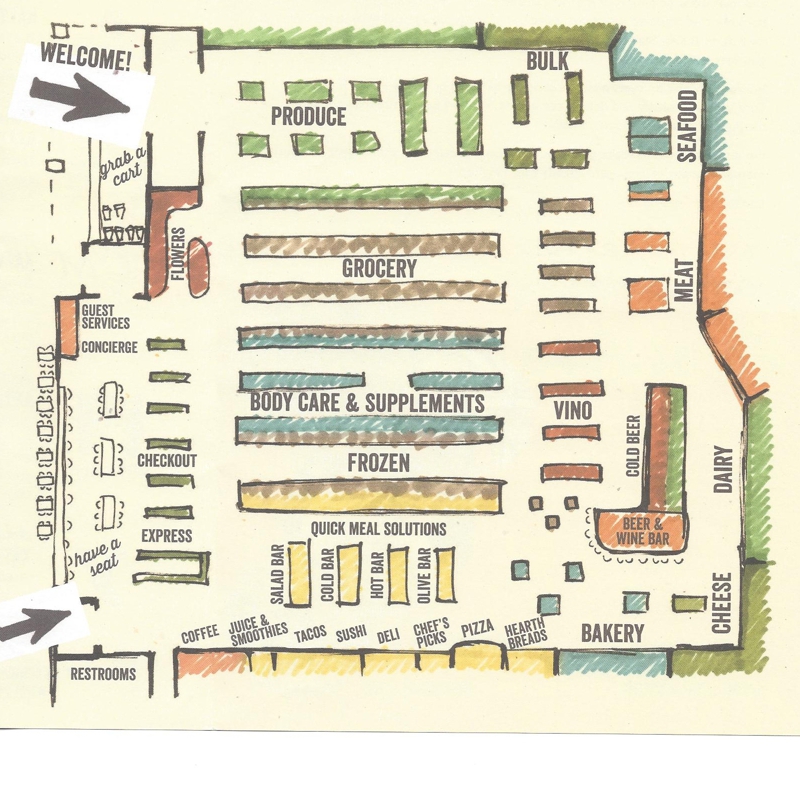 WELCOME!
BULK
PRODUCE
SEAFOOD
grab a
cart
FLOWERS
GROCERY
MEAT
GUEST
SERVICES
CONCIERGE
BODY CARE & SUPPLEMENTS
VINO
COLD BEER
DAIRY
CHECKOUT
FROZEN
BEER &
WINE BAR
EXPRESS
QUICK MEAL SOLUTIONS
have a
seat
SALAD BAR
COLD BAR
HOT BAR
OLIVE BAR
CHEESE
COFFEE
JUICE &
SMOOTHIES
TACOS
SUSHI
DELI
CHEF'S
PICKS
PIZZA
HEARTH
BREADS
BAKERY
RESTROOMS